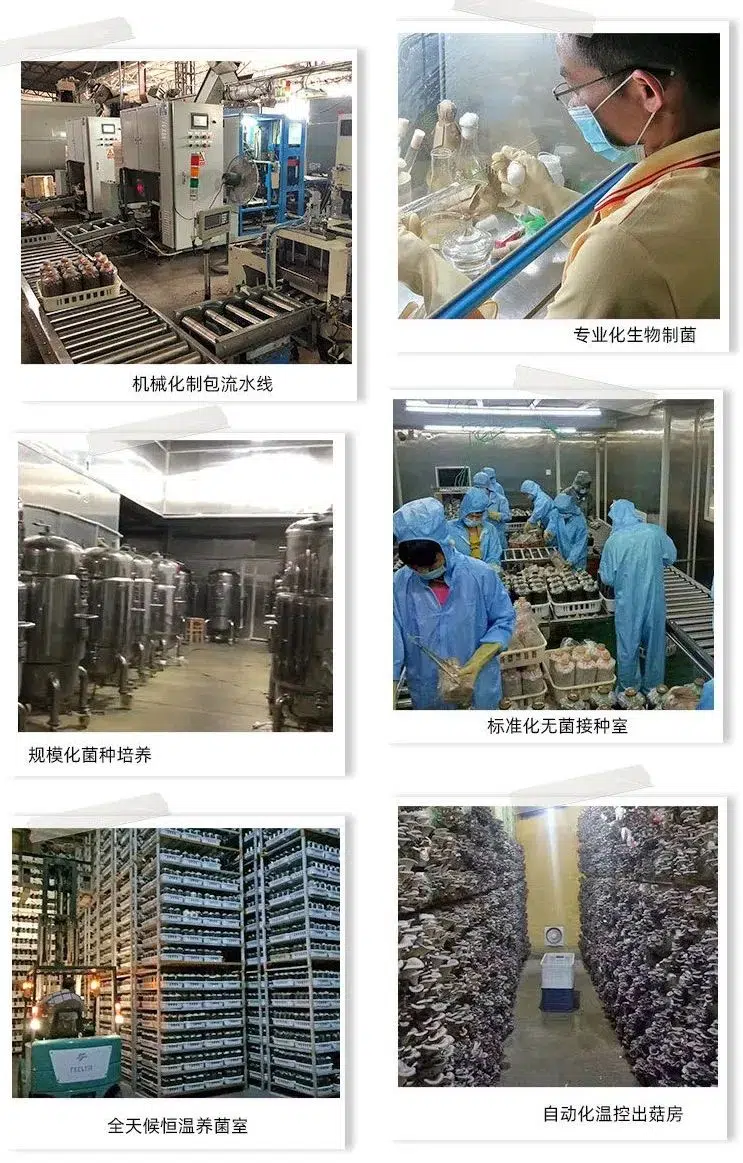 机械化制包流水线
专业化生物制菌
规模化菌种培养
标准化无菌接种室
全天候恒温养菌室
自动化温控出菇房